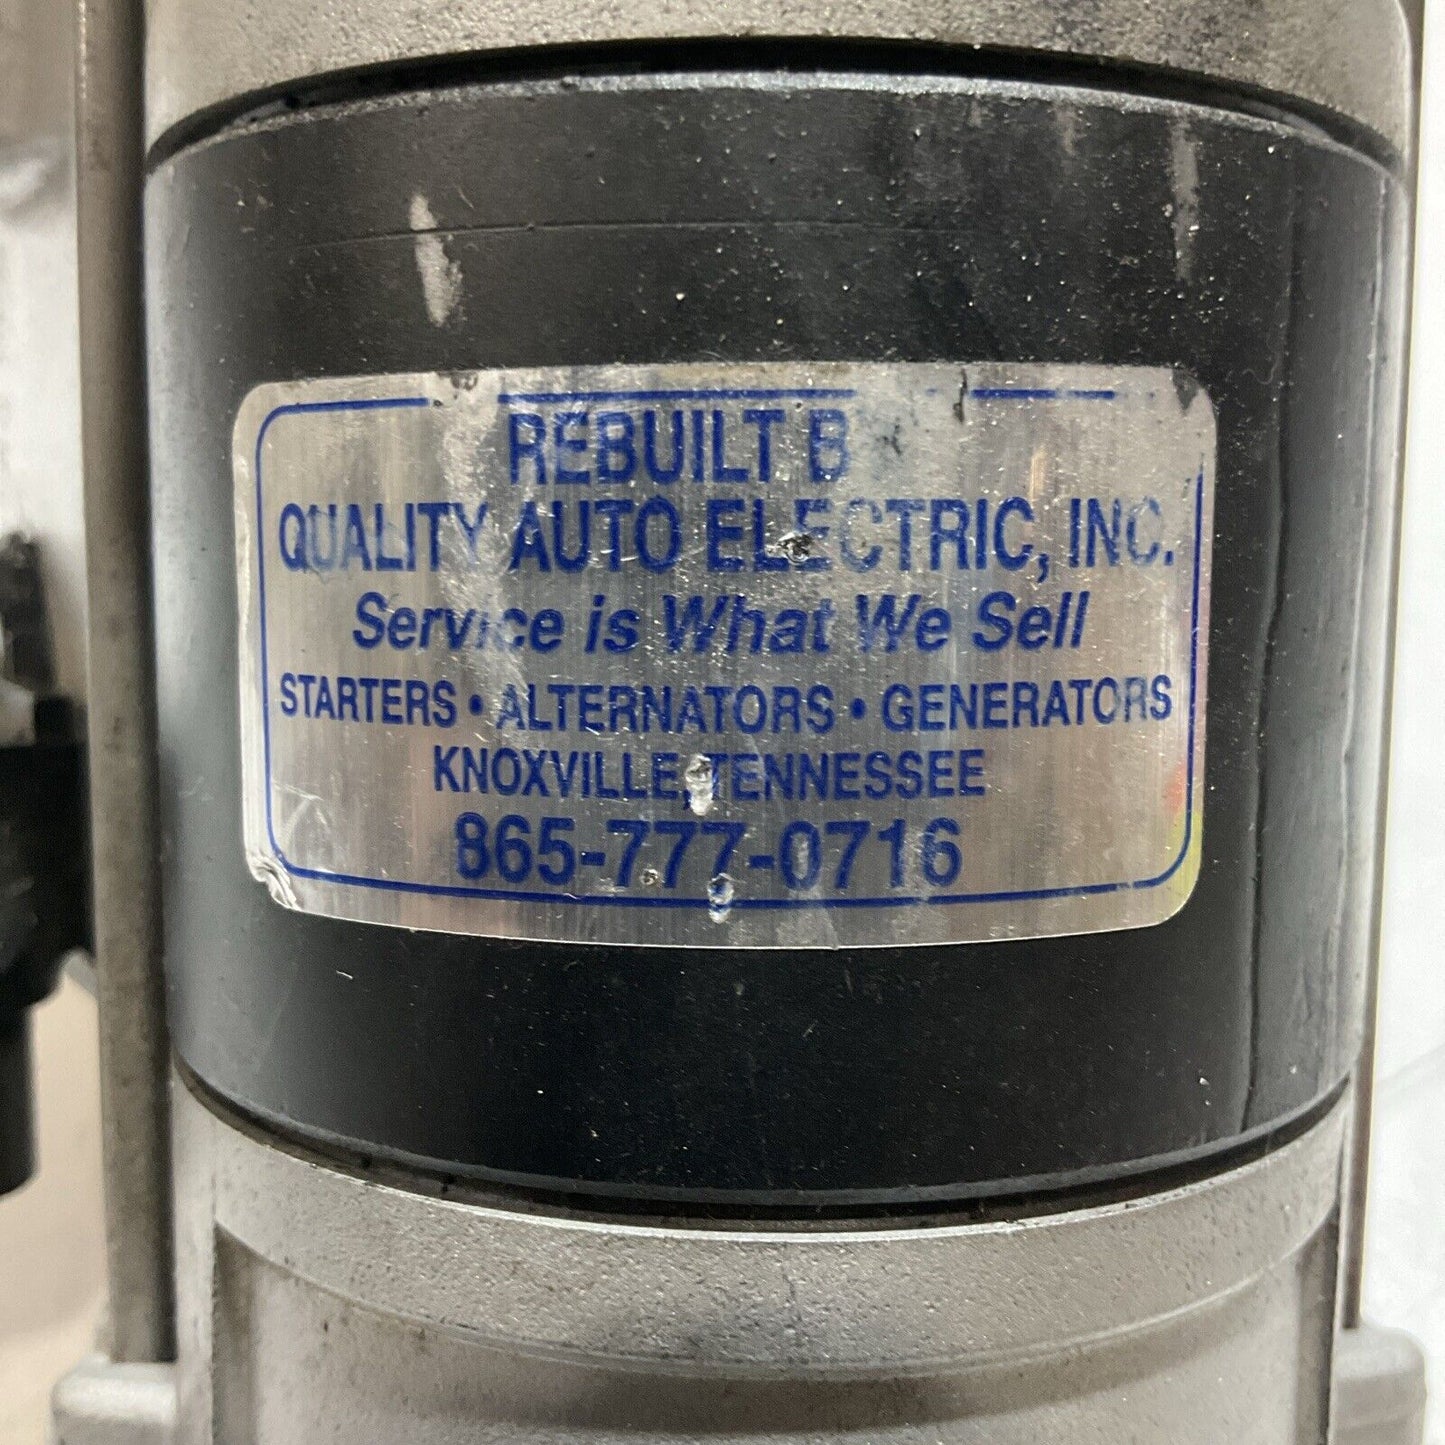 REBUILT B
QUALITY AUTO ELECTRIC, INC.
Service is What We Sell
STARTERS • ALTERNATORS • GENERATORS
KNOXVILLE, TENNESSEE
865-777-0716